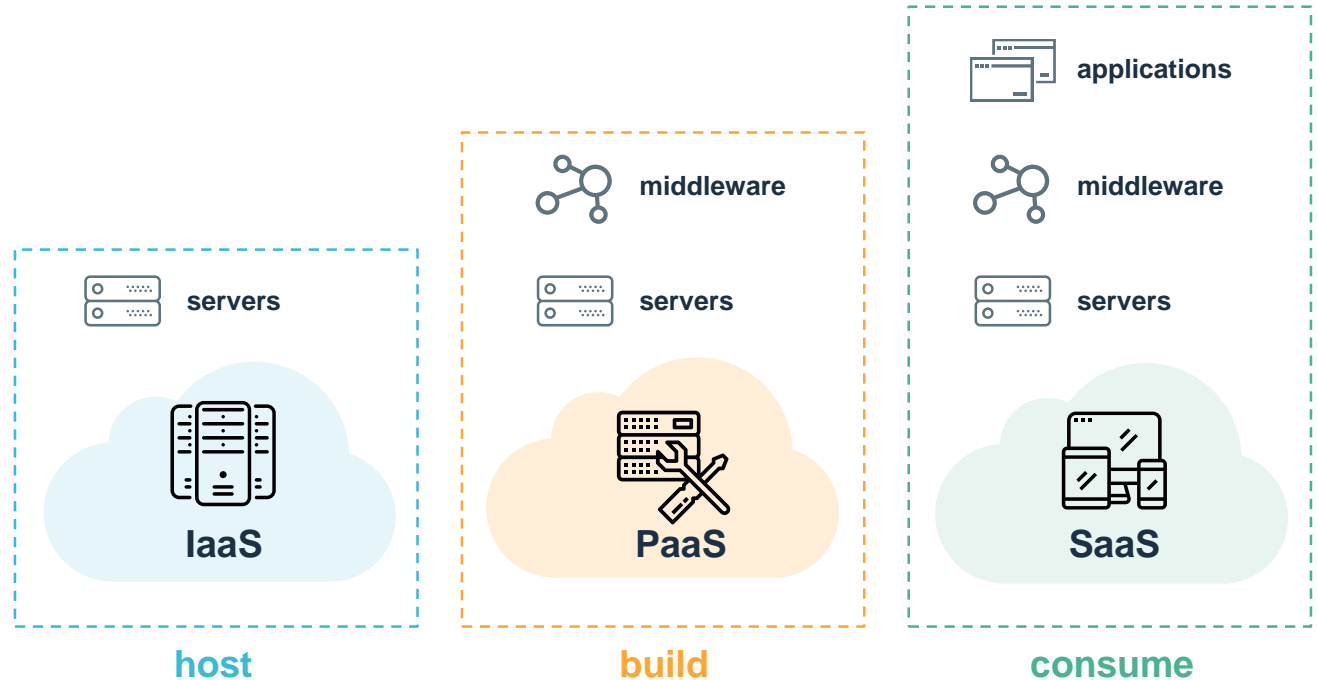 servers
IaaS
host
middleware
servers
PaaS
build
applications
middleware
servers
SaaS
consume